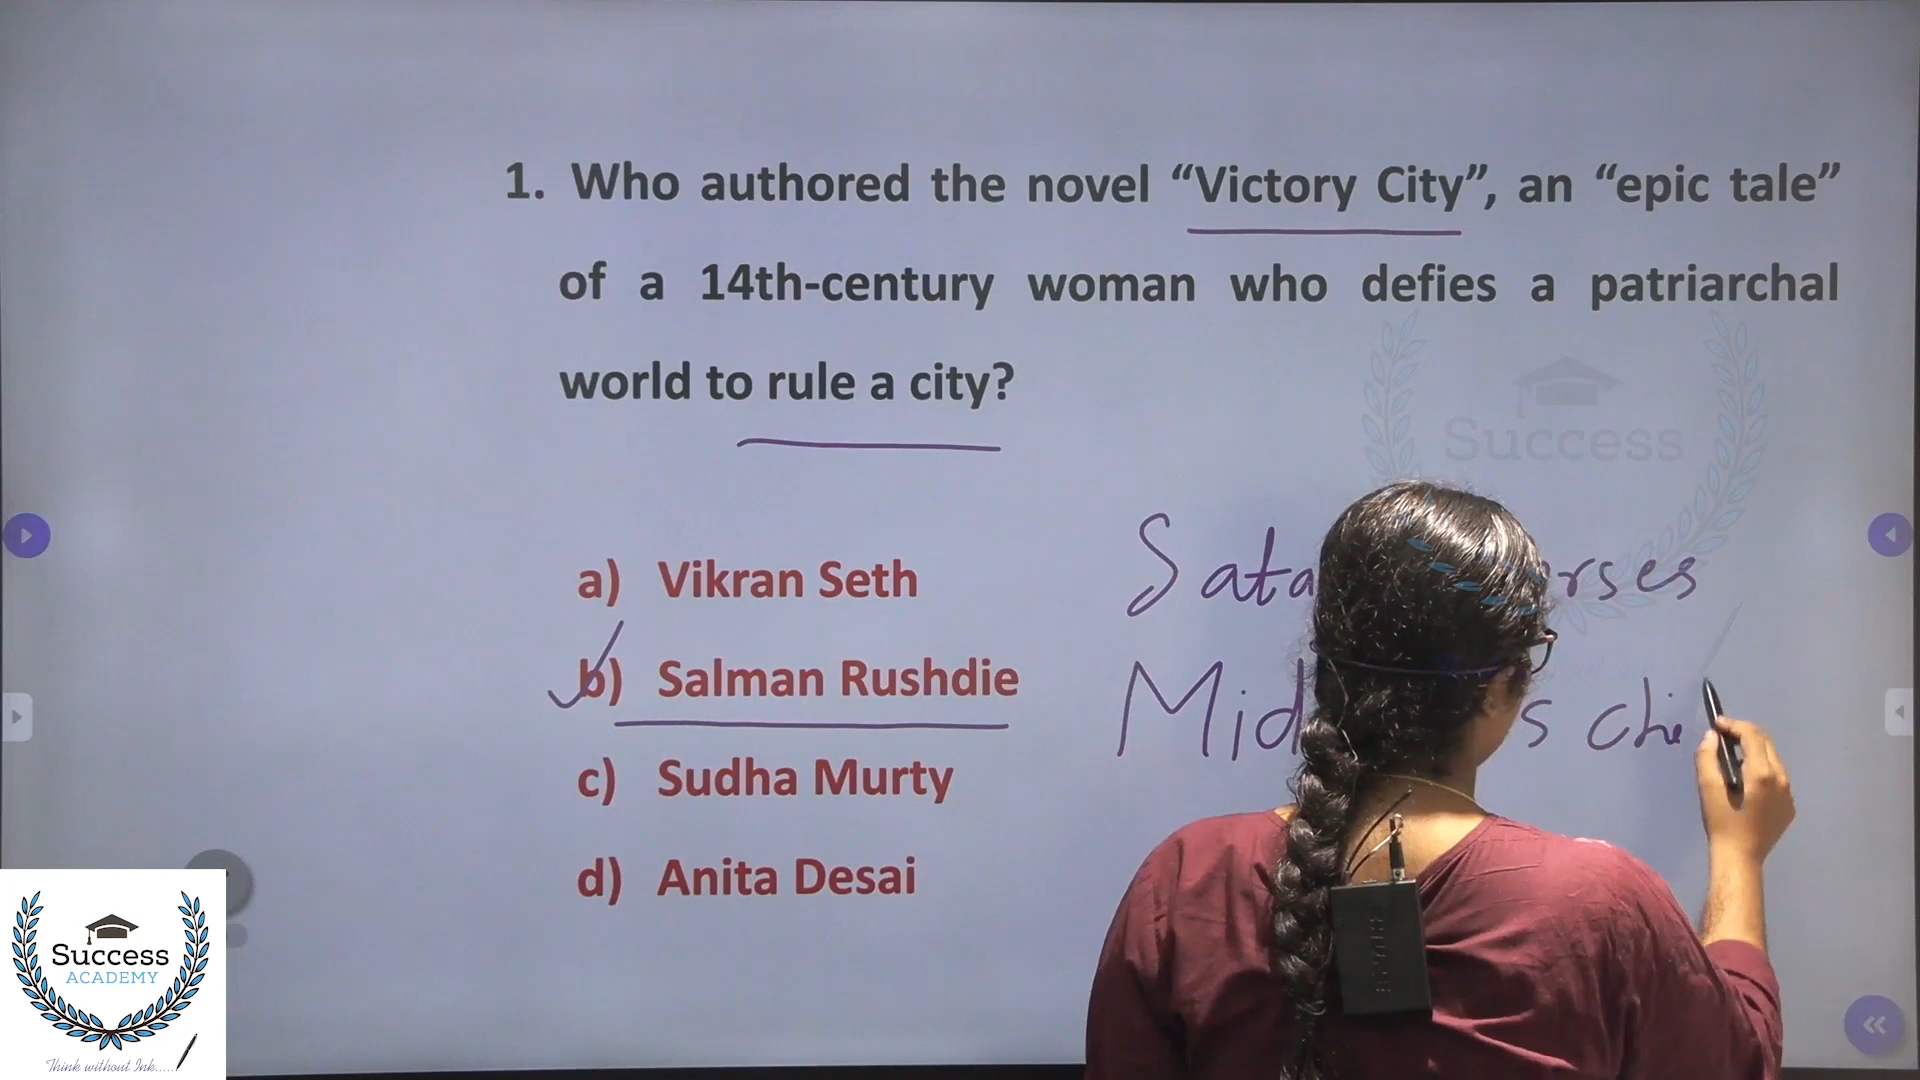 1. Who authored the novel “Victory City”, an “epic tale”
of a 14th-century woman who defies a patriarchal
world to rule a city?
Success
a) Vikran Seth
b) Salman Rushdie
c) Sudha Murty
d) Anita Desai
Success
ACADEMY
Think without Ink.....